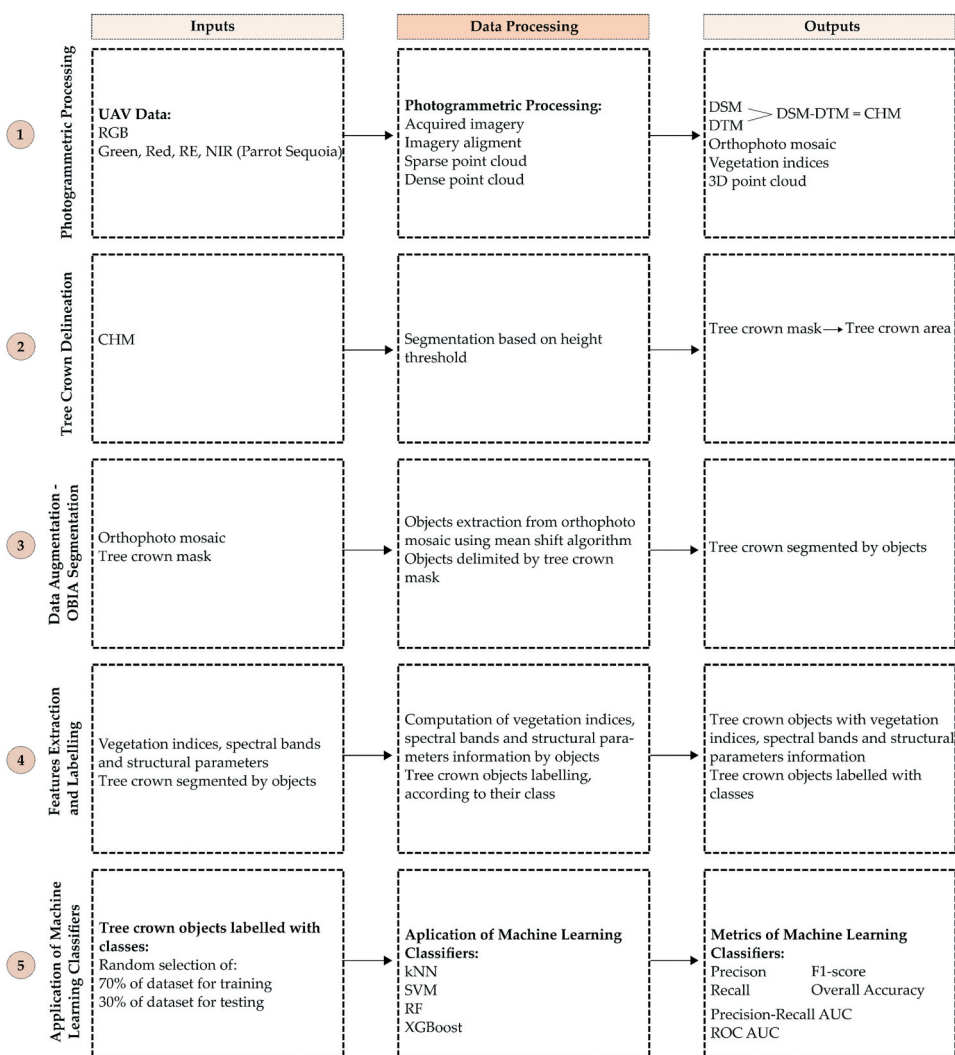 Inputs
Data Processing
Outputs
1
Photogrammetric Processing
UAV Data:
RGB
Green, Red, RE, NIR (Parrot Sequoia)
Photogrammetric Processing:
Acquired imagery
Imagery aligment
Sparse point cloud
Dense point cloud
DSM
DTM
DSM-DTM = CHM
Orthophoto mosaic
Vegetation indices
3D point cloud
2
Tree Crown Delineation
CHM
Segmentation based on height
threshold
Tree crown mask
Tree crown area
3
Data Augmentation -
OBIA Segmentation
Orthophoto mosaic
Tree crown mask
Objects extraction from orthophoto
mosaic using mean shift algorithm
Objects delimited by tree crown
mask
Tree crown segmented by objects
4
Features Extraction
and Labelling
Vegetation indices, spectral bands
and structural parameters
Tree crown segmented by objects
Computation of vegetation indices,
spectral bands and structural para-
meters information by objects
Tree crown objects labelling,
according to their class
Tree crown objects with vegetation
indices, spectral bands and structural
parameters information
Tree crown objects labelled with
classes
5
Application of Machine
Learning Classifiers
Tree crown objects labelled with
classes:
Random selection of:
70% of dataset for training
30% of dataset for testing
Aplication of Machine Learning
Classifiers:
kNN
SVM
RF
XGBoost
Metrics of Machine Learning
Classifiers:
Precison F1-score
Recall Overall Accuracy
Precision-Recall AUC
ROC AUC